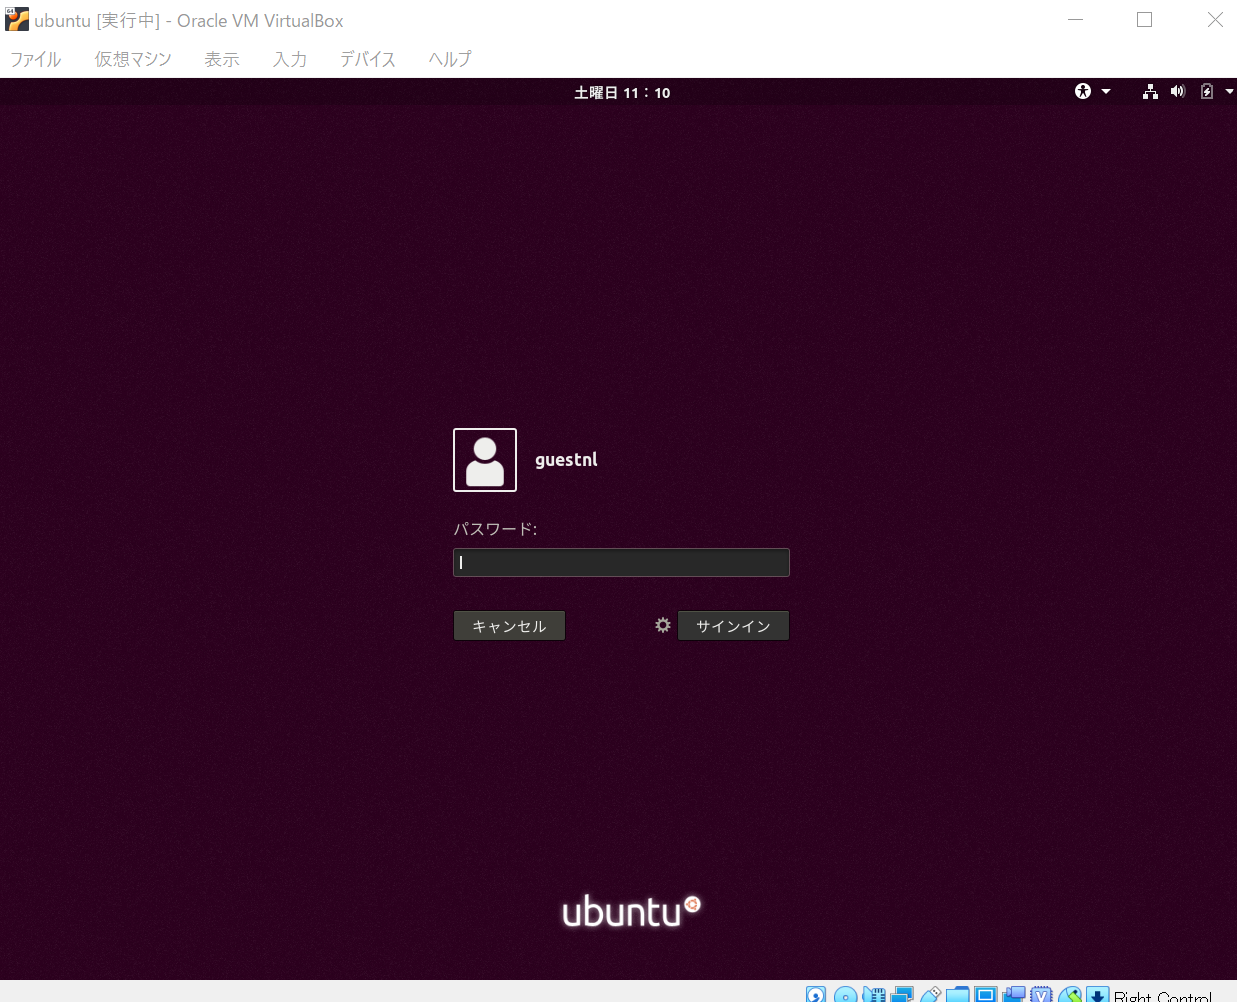 ubuntu [実行中] - Oracle VM VirtualBox
ファイル 仮想マシン 表示 入力 デバイス ヘルプ
土曜日 11：10
guestnl
パスワード:
キャンセル サインイン
ubuntu
Right Control